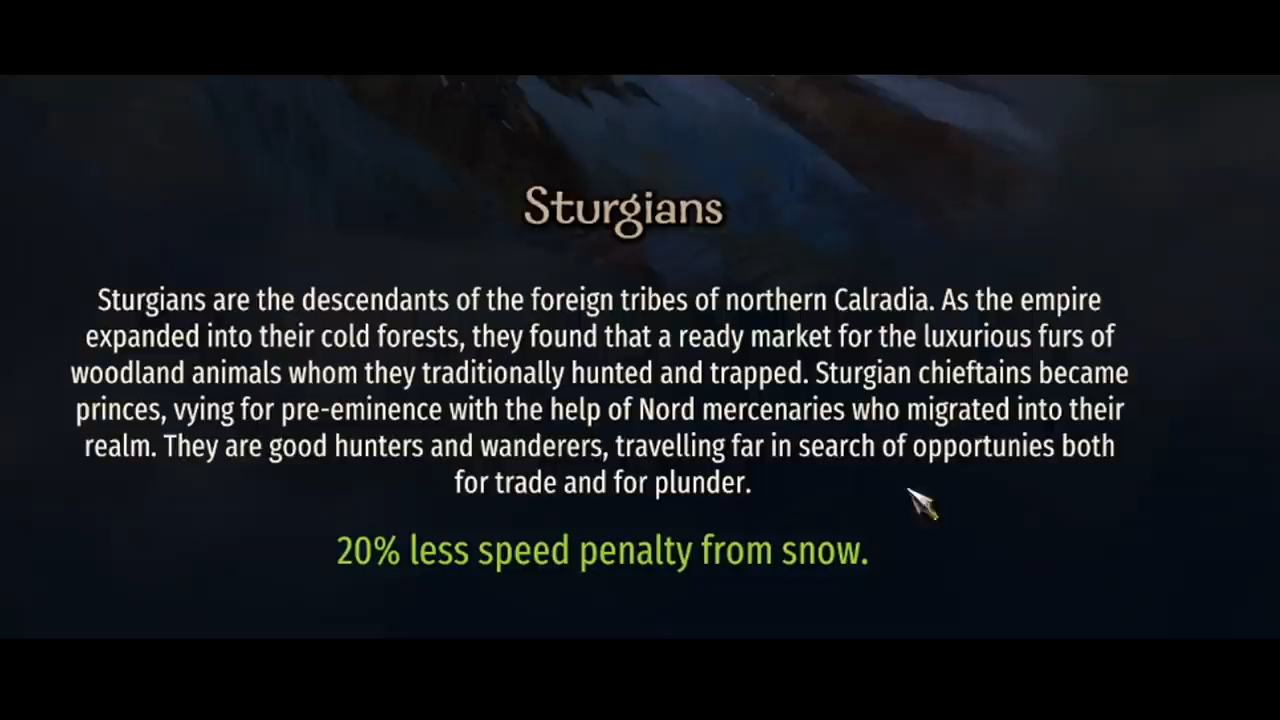 Sturgians
Sturgians are the descendants of the foreign tribes of northern Calradia. As the empire
expanded into their cold forests, they found that a ready market for the luxurious furs of
woodland animals whom they traditionally hunted and trapped. Sturgian chieftains became
princes, vying for pre-eminence with the help of Nord mercenaries who migrated into their
realm. They are good hunters and wanderers, travelling far in search of opportunies both
for trade and for plunder.
20% less speed penalty from snow.